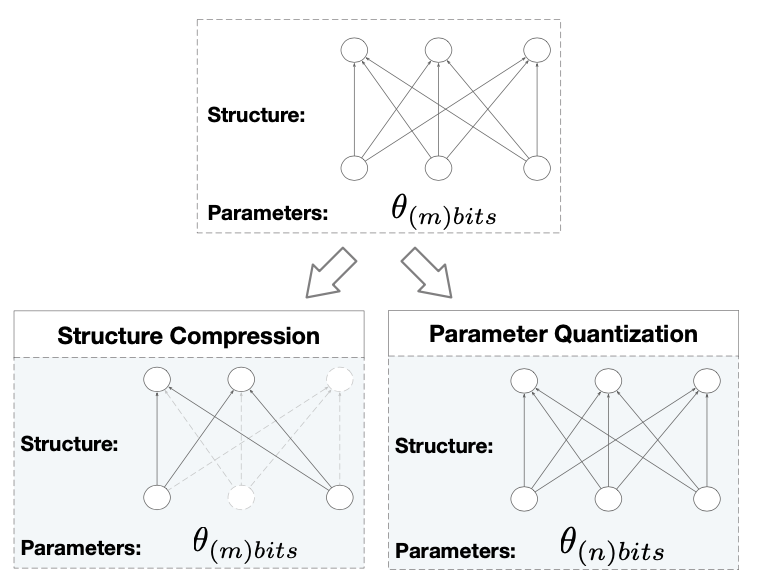 Structure:
Parameters: θ(m)bits
Structure Compression
Structure:
Parameters: θ(m)bits
Parameter Quantization
Structure:
Parameters: θ(n)bits